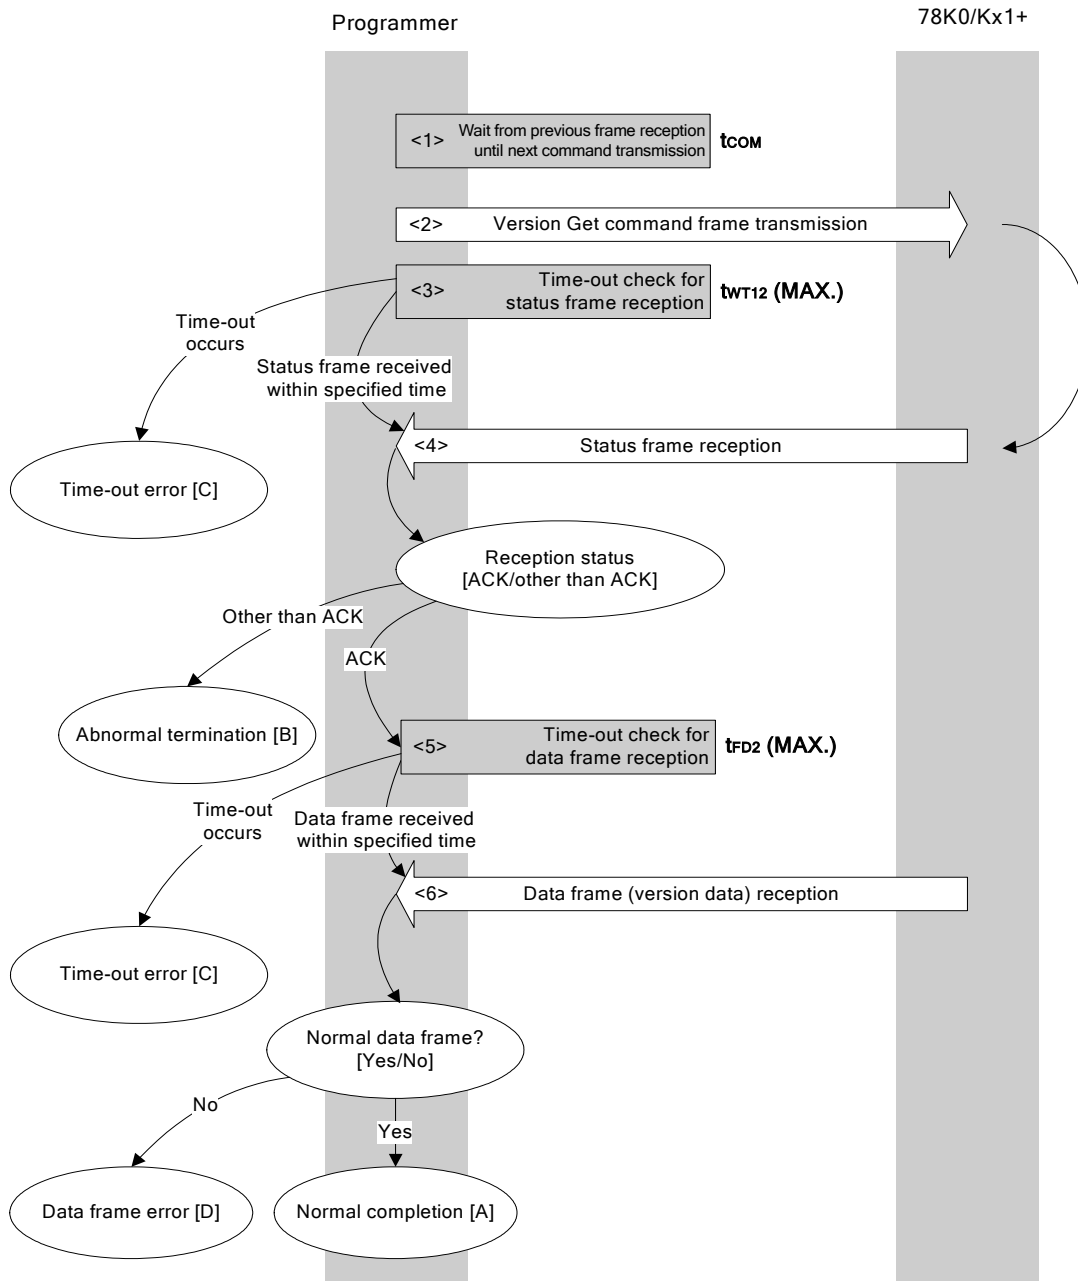 Programmer
78K0/Kx1+
<1> Wait from previous frame reception
until next command transmission
tCOM
<2> Version Get command frame transmission
<3> Time-out check for
status frame reception
tWT12 (MAX.)
Time-out
occurs
Status frame received
within specified time
<4> Status frame reception
Time-out error [C]
Reception status
[ACK/other than ACK]
Other than ACK
ACK
Abnormal termination [B]
<5> Time-out check for
data frame reception
tFD2 (MAX.)
Time-out
occurs
Data frame received
within specified time
<6> Data frame (version data) reception
Time-out error [C]
Normal data frame?
[Yes/No]
No
Yes
Data frame error [D]
Normal completion [A]